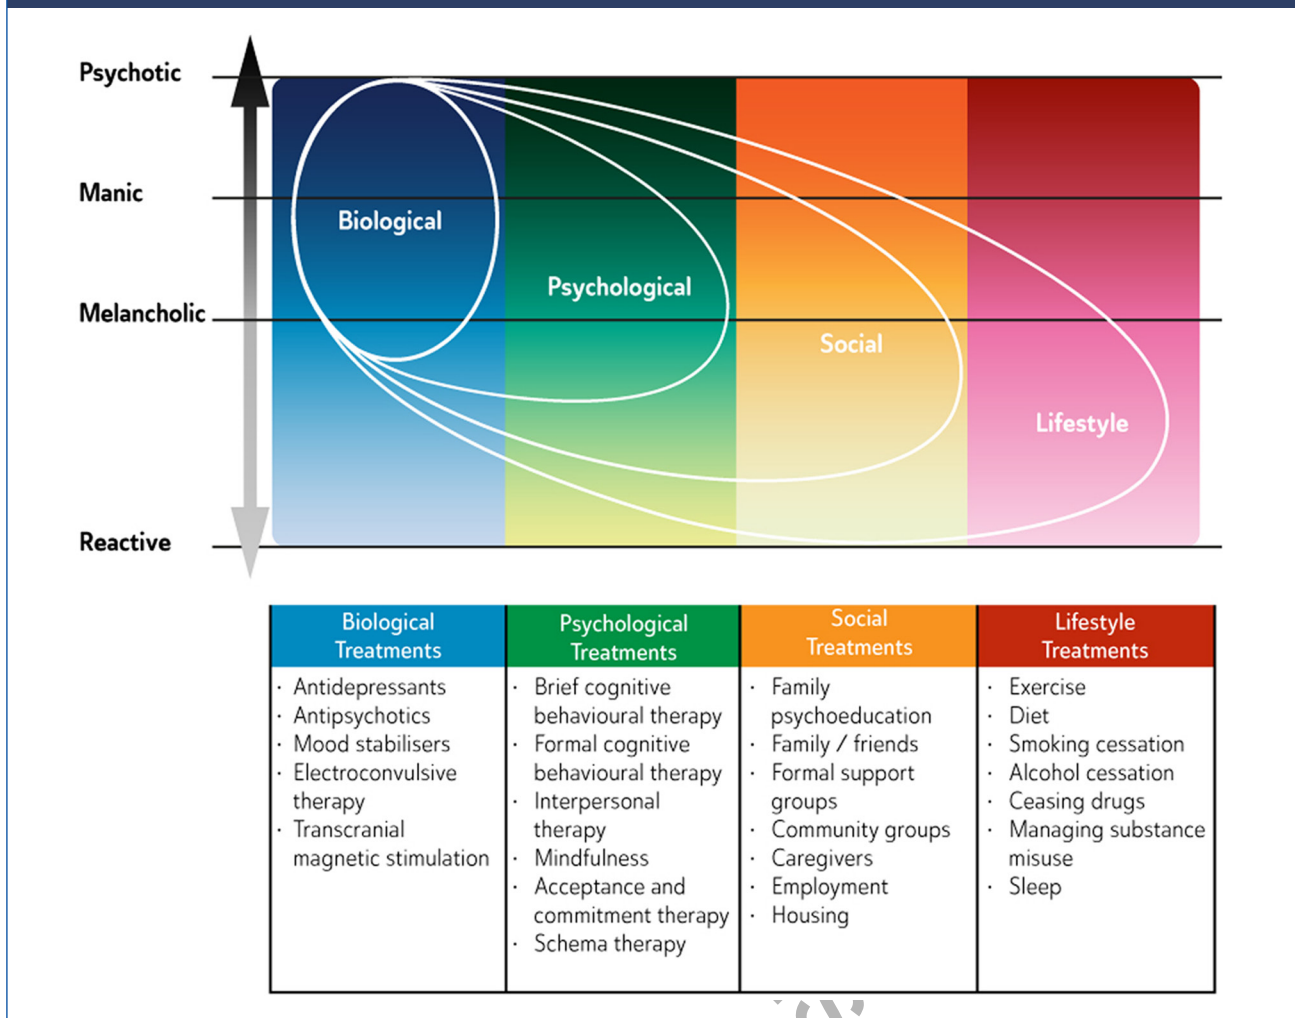 Psychotic
Manic
Melancholic
Reactive
Biological
Psychological
Social
Lifestyle
Biological
Treatments
· Antidepressants
· Antipsychotics
· Mood stabilisers
· Electroconvulsive
therapy
· Transcranial
magnetic stimulation
Psychological
Treatments
· Brief cognitive
behavioural therapy
· Formal cognitive
behavioural therapy
· Interpersonal
therapy
· Mindfulness
· Acceptance and
commitment therapy
· Schema therapy
Social
Treatments
· Family
psychoeducation
· Family / friends
· Formal support
groups
· Community groups
· Caregivers
· Employment
· Housing
Lifestyle
Treatments
· Exercise
· Diet
· Smoking cessation
· Alcohol cessation
· Ceasing drugs
· Managing substance
misuse
· Sleep